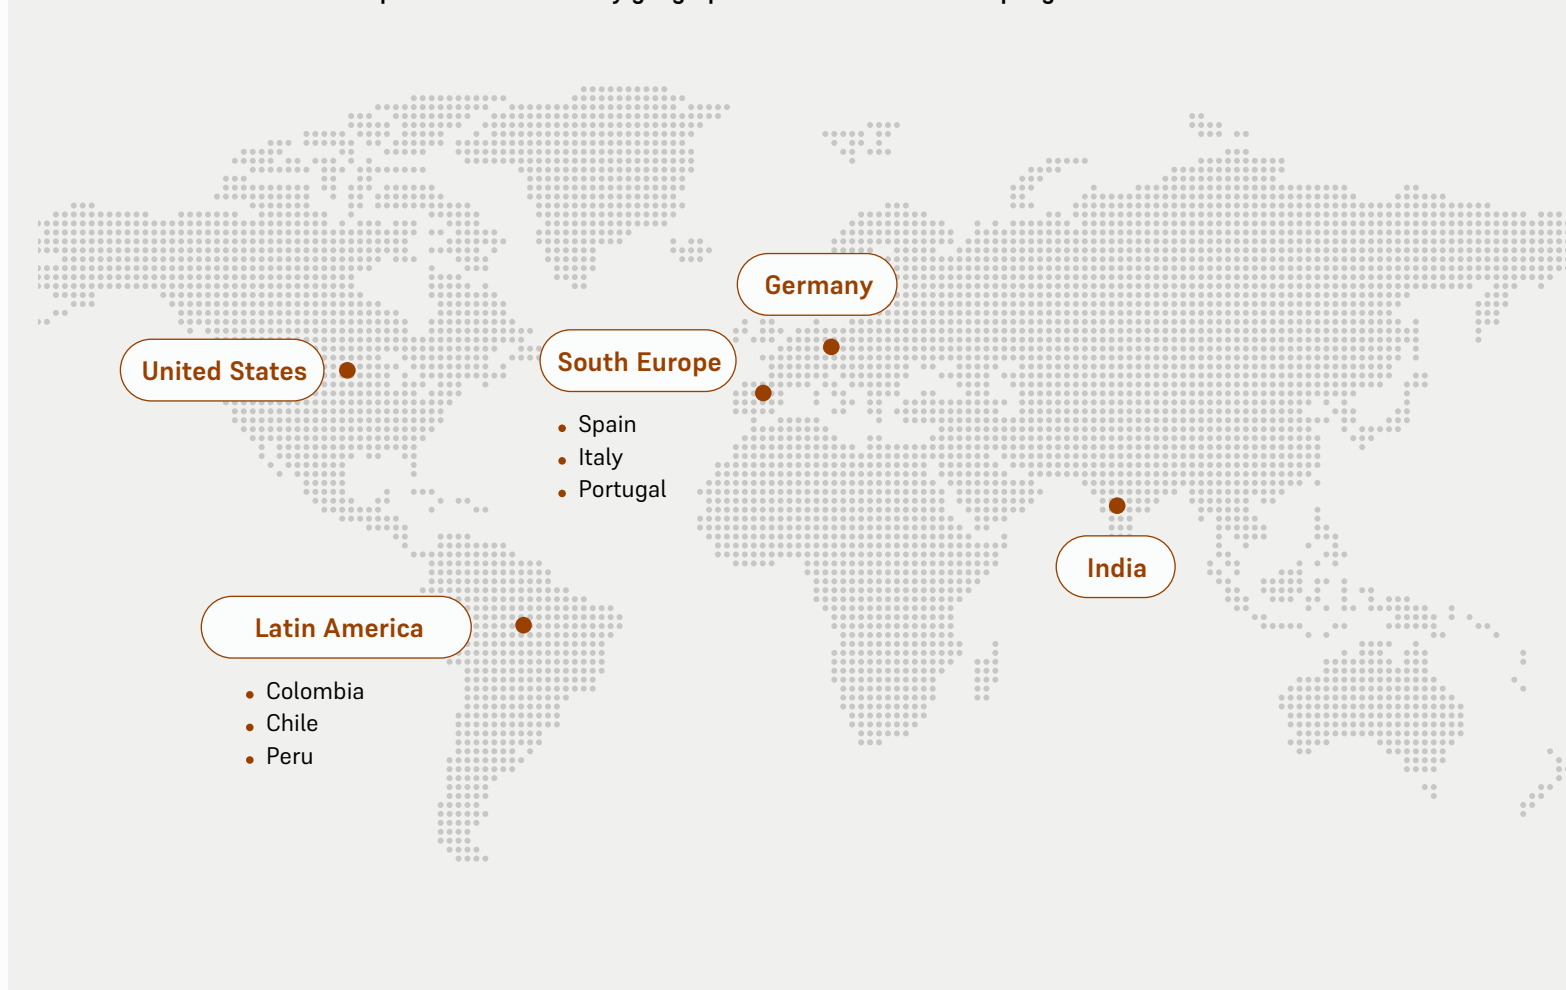 Germany
United States
South Europe
Spain
Italy
Portugal
India
Latin America
Colombia
Chile
Peru